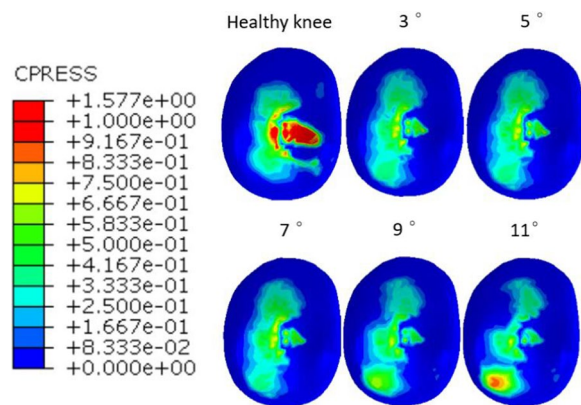 Healthy knee 3 ° 5 °
CPRESS
+1.577e+00
+1.000e+00
+9.167e-01
+8.333e-01
+7.500e-01
+6.667e-01
+5.833e-01
+5.000e-01
+4.167e-01
+3.333e-01
+2.500e-01
+1.667e-01
+8.333e-02
+0.000e+00
7 ° 9 ° 11 °